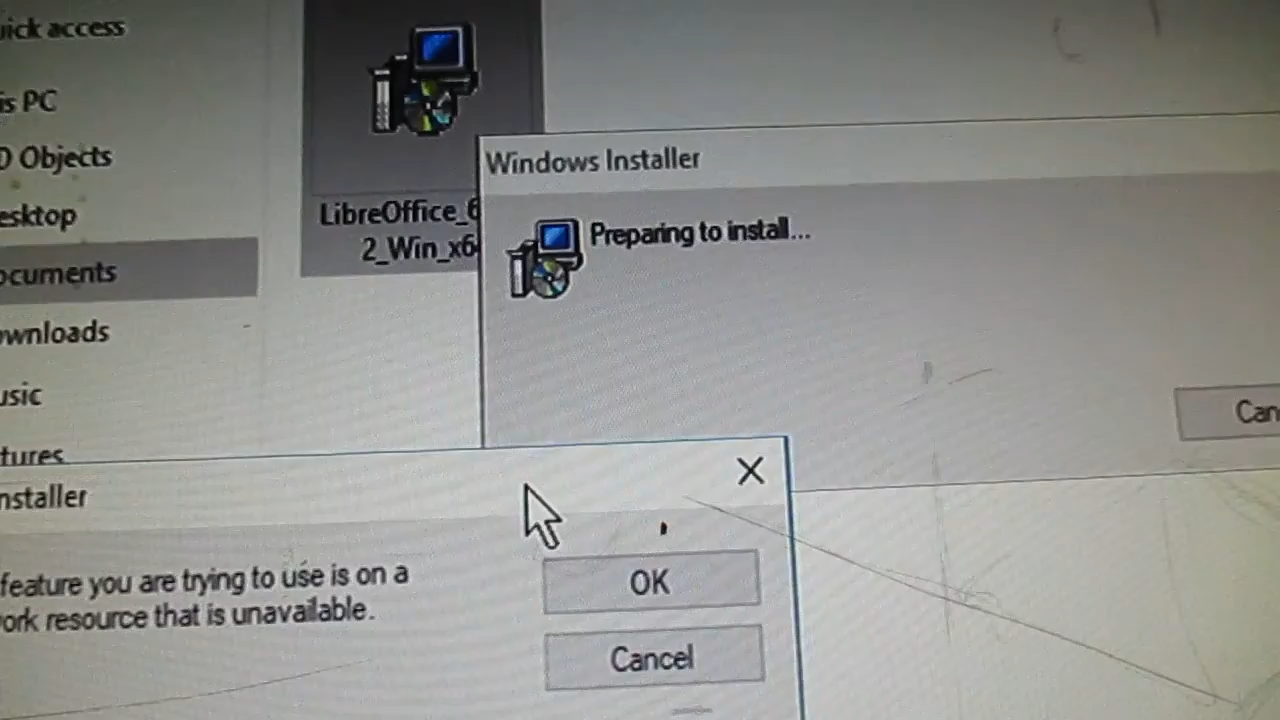 uick access
is PC
D Objects
esktop
ocuments
ownloads
usic
tures
LibreOffice_6
2_Win_x6
Windows Installer
Preparing to install...
Can
nstaller
feature you are trying to use is on a
ork resource that is unavailable.
OK
Cancel